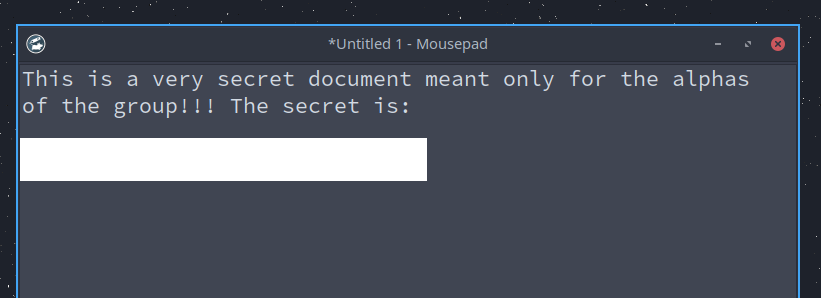 *Untitled 1 - Mousepad
This is a very secret document meant only for the alphas
of the group!!! The secret is: